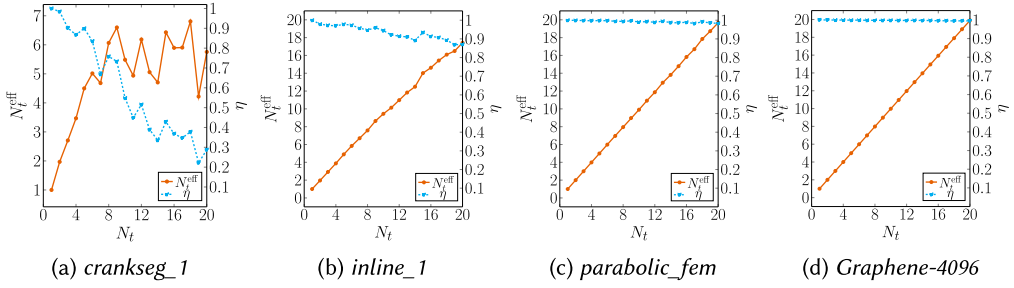 7
6
5
4
3
2
1
1
0.9
0.8
0.7
0.6
0.5
0.4
0.3
0.2
0.1
0 4 8 12 16 20
N_t^eff
η
N_t
N_t^eff
η
(a) crankseg_1
20
18
16
14
12
10
8
6
4
2
0
1
0.9
0.8
0.7
0.6
0.5
0.4
0.3
0.2
0.1
0 4 8 12 16 20
N_t^eff
η
N_t
N_t^eff
η
(b) inline_1
20
18
16
14
12
10
8
6
4
2
0
1
0.9
0.8
0.7
0.6
0.5
0.4
0.3
0.2
0.1
0 4 8 12 16 20
N_t^eff
η
N_t
N_t^eff
η
(c) parabolic_fem
20
18
16
14
12
10
8
6
4
2
0
1
0.9
0.8
0.7
0.6
0.5
0.4
0.3
0.2
0.1
0 4 8 12 16 20
N_t^eff
η
N_t
N_t^eff
η
(d) Graphene-4096